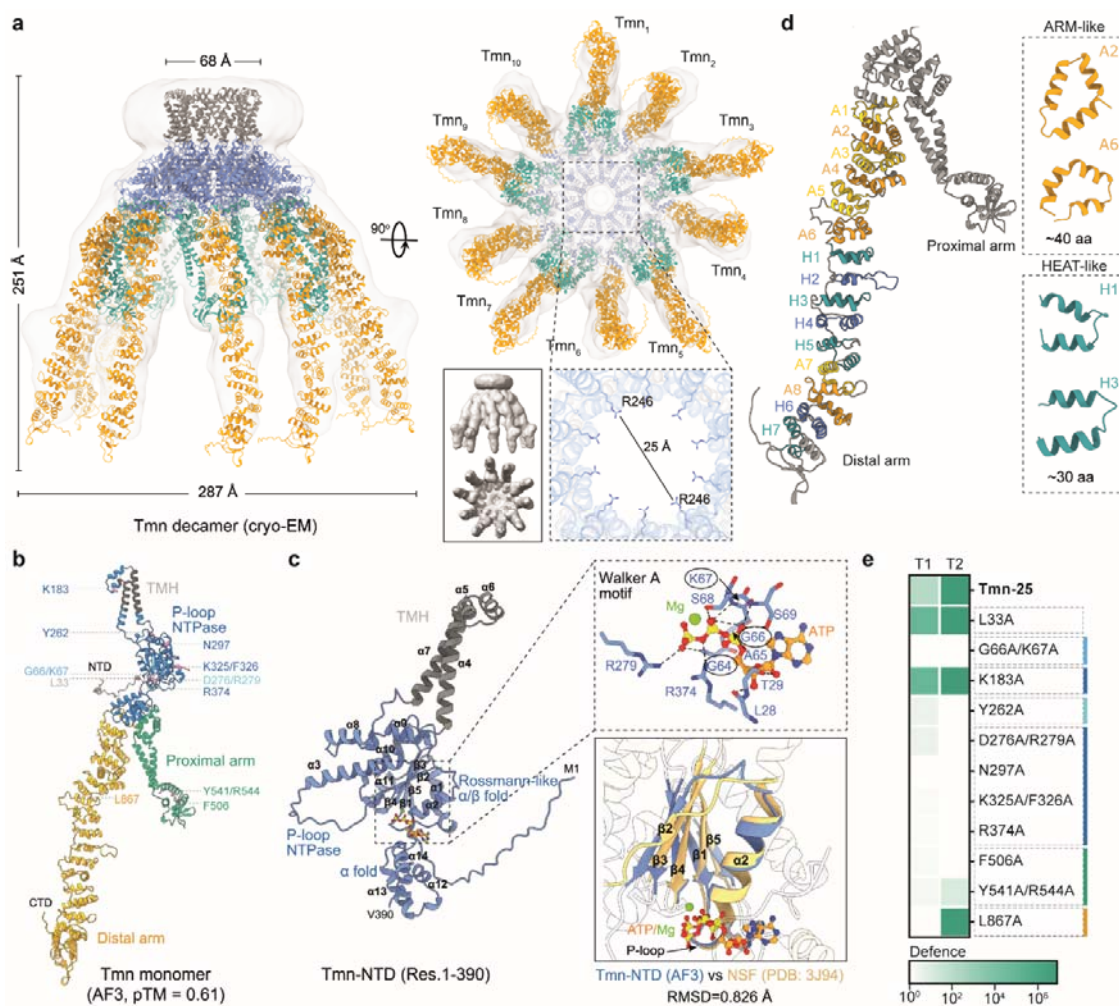 a
68 Å
251 Å
287 Å
Tmn decamer (cryo-EM)
90°
Tmn1
Tmn2
Tmn3
Tmn4
Tmn5
Tmn6
Tmn7
Tmn8
Tmn9
Tmn10
R246
25 Å
R246
d
A1
A2
A3
A4
A5
A6
H1
H2
H3
H4
H5
A7
A8
H6
H7
Proximal arm
Distal arm
ARM-like
A2
A6
~40 aa
HEAT-like
H1
H3
~30 aa
b
K183
TMH
P-loop
NTPase
Y262
N297
G66/K67
NTD
L33
K325/F326
D276/R279
R374
Proximal arm
L867
Y541/R544
F506
CTD
Distal arm
Tmn monomer
(AF3, pTM = 0.61)
c
TMH
α5
α6
α7
α4
α8
α9
α10
α3
α11
β3
β2
α1
β5
β4
β1
α2
Rossmann-like
α/β fold
M1
P-loop
NTPase
α fold
α14
α13
α12
V390
Tmn-NTD (Res.1-390)
Walker A
motif
K67
S68
S69
Mg
G66
ATP
A65
G64
R279
R374
T29
L28
β2
β3
β4
β1
β5
α2
ATP/Mg
P-loop
Tmn-NTD (AF3) vs NSF (PDB: 3J94)
RMSD=0.826 Å
e
T1 T2
Tmn-25
L33A
G66A/K67A
K183A
Y262A
D276A/R279A
N297A
K325A/F326A
R374A
F506A
Y541A/R544A
L867A
Defence
10^0 10^2 10^4 10^6